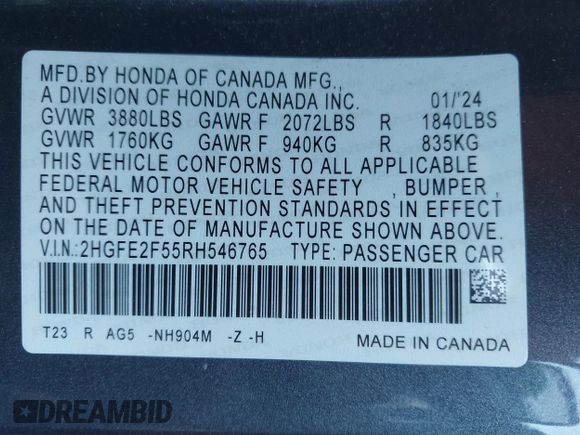 MFD.BY HONDA OF CANADA MFG.,
A DIVISION OF HONDA CANADA INC. 01/'24
GVWR 3880LBS GAWR F 2072LBS R 1840LBS
GVWR 1760KG GAWR F 940KG R 835KG
THIS VEHICLE CONFORMS TO ALL APPLICABLE
FEDERAL MOTOR VEHICLE SAFETY , BUMPER ,
AND THEFT PREVENTION STANDARDS IN EFFECT
ON THE DATE OF MANUFACTURE SHOWN ABOVE.
V.I.N.:2HGFE2F55RH546765 TYPE: PASSENGER CAR
T23 R AG5 -NH904M -Z -H
MADE IN CANADA
DREAMBID